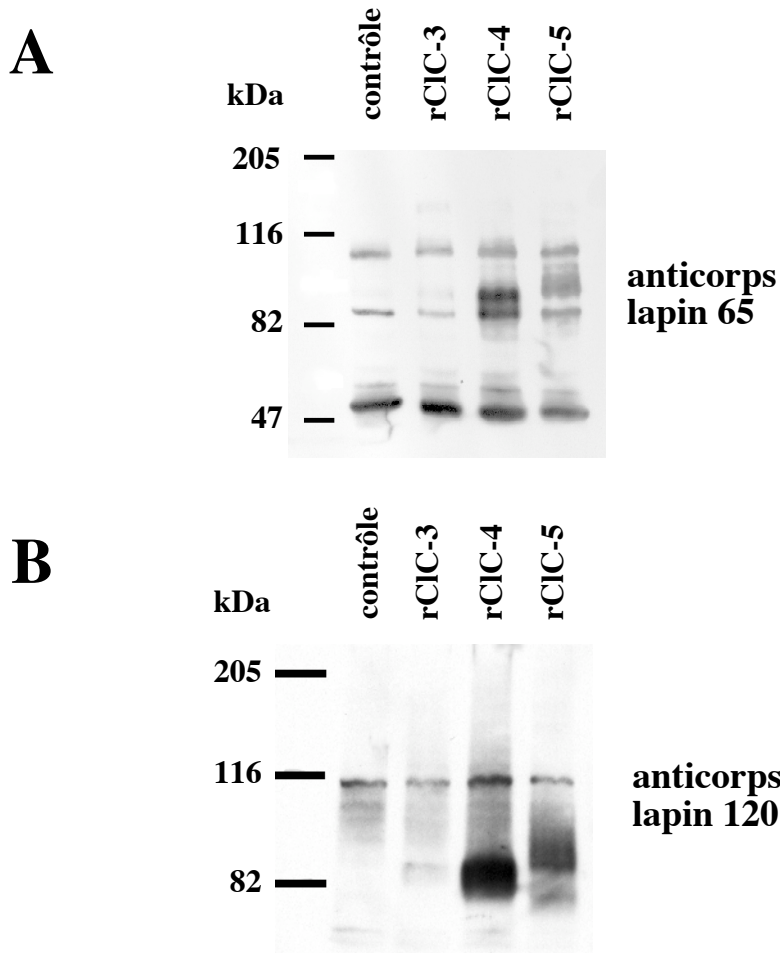 A
kDa
contrôle
rClC-3
rClC-4
rClC-5
205
116
82
47
anticorps
lapin 65
B
kDa
contrôle
rClC-3
rClC-4
rClC-5
205
116
82
anticorps
lapin 120